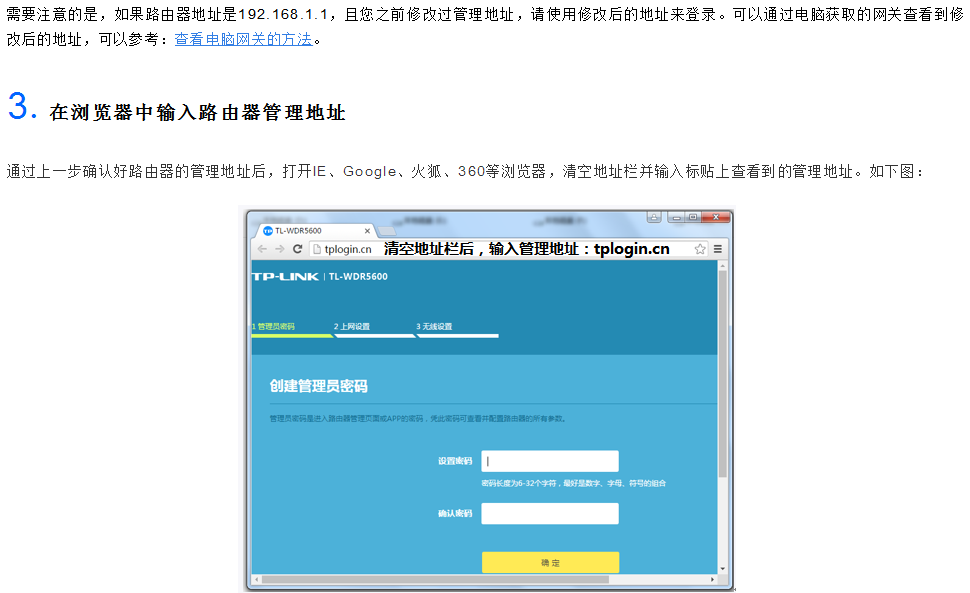 需要注意的是，如果路由器地址是192.168.1.1，且您之前修改过管理地址，请使用修改后的地址来登录。可以通过电脑获取的网关查看到修
改后的地址，可以参考：查看电脑网关的方法。
3. 在浏览器中输入路由器管理地址
通过上一步确认好路由器的管理地址后，打开IE、Google、火狐、360等浏览器，清空地址栏并输入标贴上查看到的管理地址。如下图：
TP TL-WDR5600
tplogin.cn 清空地址栏后，输入管理地址：tplogin.cn
TP-LINK | TL-WDR5600
1 管理员密码 2 上网设置 3 无线设置
创建管理员密码
管理员密码是进入路由器管理页面或APP的密码，凭此密码可查看并配置路由器的所有参数。
设置密码
密码长度为6-32个字符，最好是数字、字母、符号的组合
确认密码
确 定